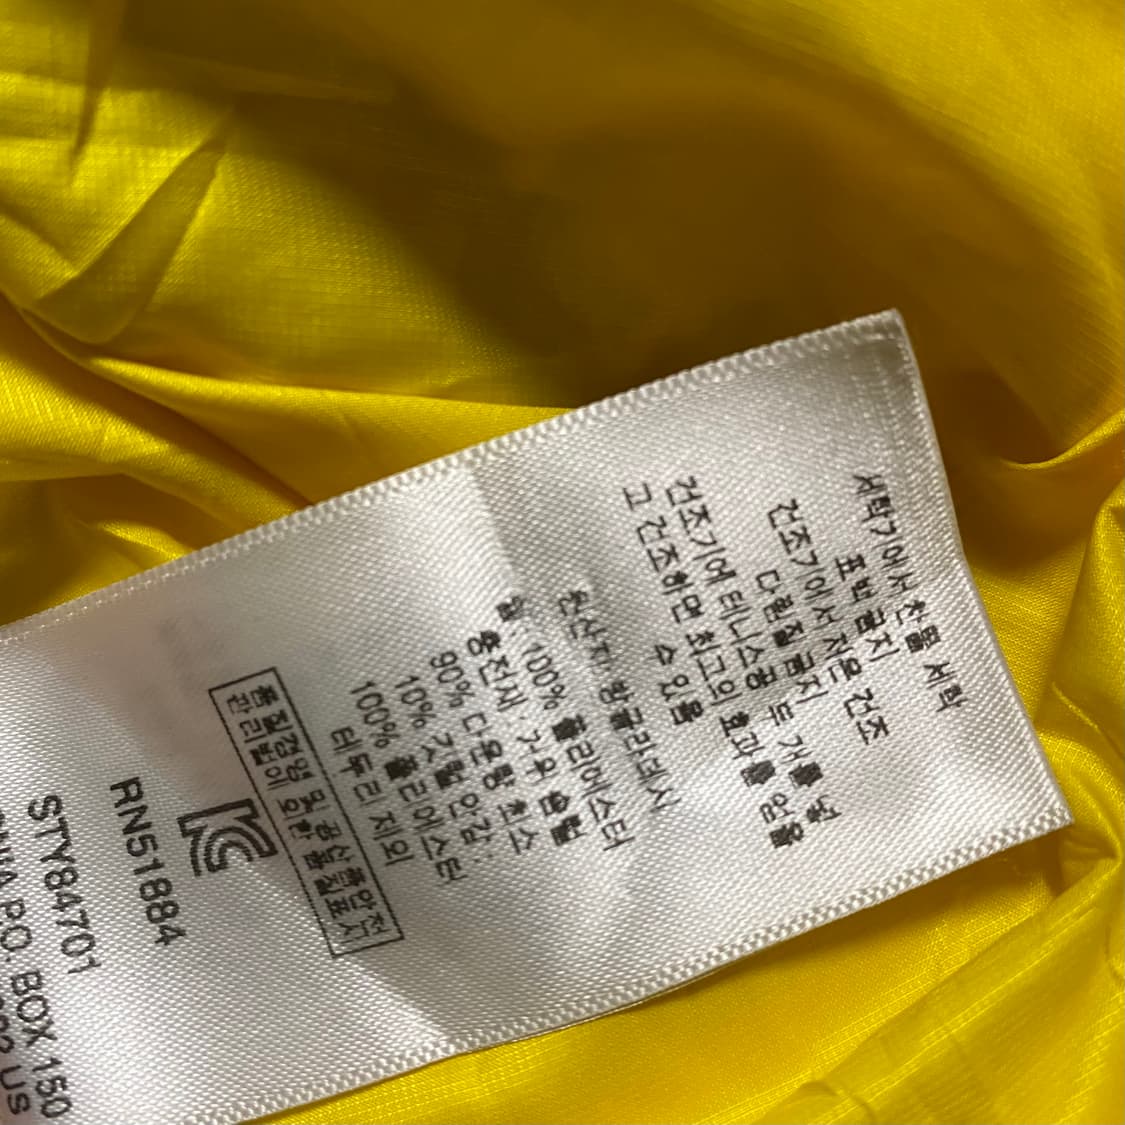 세탁기에서 찬물 세탁
표백 금지
건조기에서 저온 건조
다림질 금지
건조기에 테니스공 두 개를 넣
고 건조하면 최고의 효과를 얻을
수 있음
원산지: 방글라데시
겉: 100% 폴리에스터
충전재: 거위 솜털
90% 최소
10% 깃털 안감:
100% 폴리에스터
테두리 제외
품질경영 및 공산품안전
관리법에 의한 품질표시
RN51884
STY84701
P.O. BOX 150
US